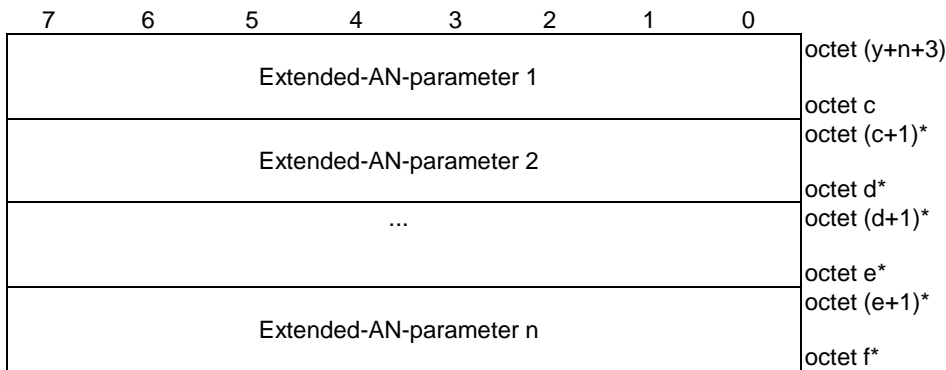 7 6 5 4 3 2 1 0
octet (y+n+3)
Extended-AN-parameter 1
octet c
octet (c+1)*
Extended-AN-parameter 2
octet d*
octet (d+1)*
...
octet e*
octet (e+1)*
Extended-AN-parameter n
octet f*